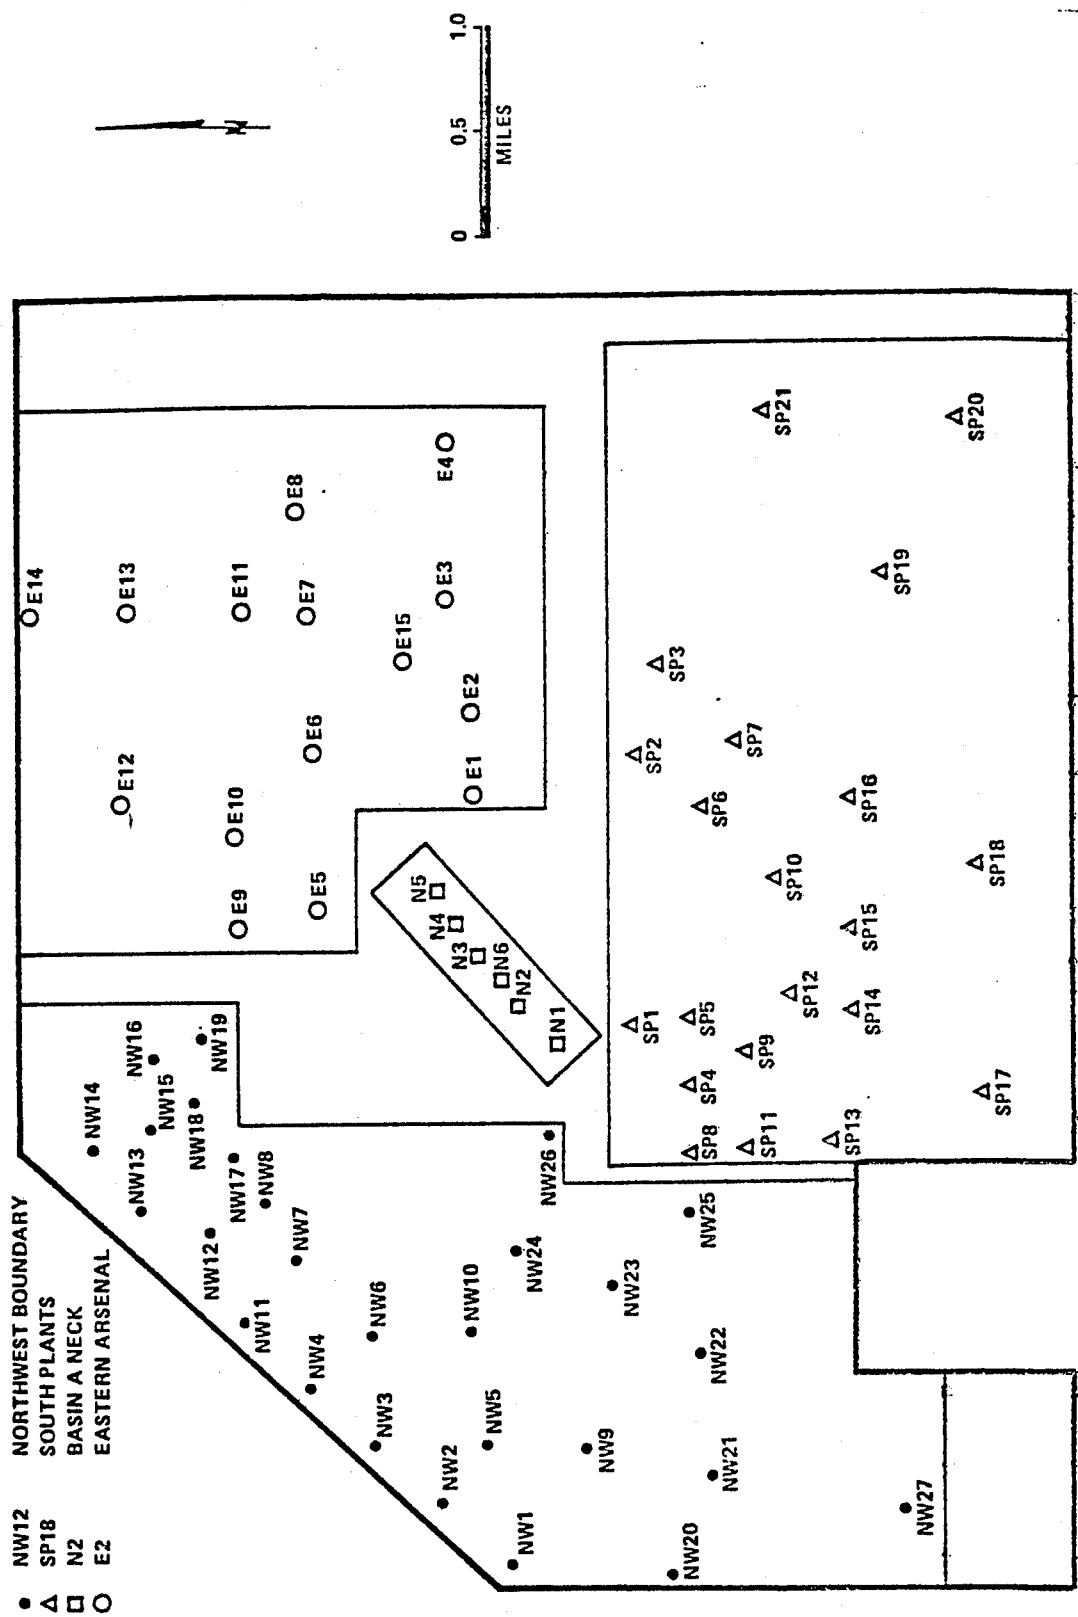 ● NW12 NORTHWEST BOUNDARY
△ SP18 SOUTH PLANTS
□ N2 BASIN A NECK
○ E2 EASTERN ARSENAL
N
0 0.5 1.0
MILES
E14
NW14
E12
E13
NW13
NW15
NW16
NW12
NW18
NW19
NW17
E9
E10
E11
NW11
NW8
NW7
E5
E6
E7
E8
NW4
NW3
NW6
E15
NW2
N5
E4
N4
E3
NW5
NW10
N3
E1
E2
N6
NW1
NW24
N2
NW26
N1
NW9
NW23
SP1
SP2
SP3
NW20
NW21
NW22
NW25
SP8
SP4
SP5
SP6
SP7
SP11
SP9
SP10
SP21
SP12
SP13
SP14
SP15
SP16
SP19
NW27
SP17
SP18
SP20